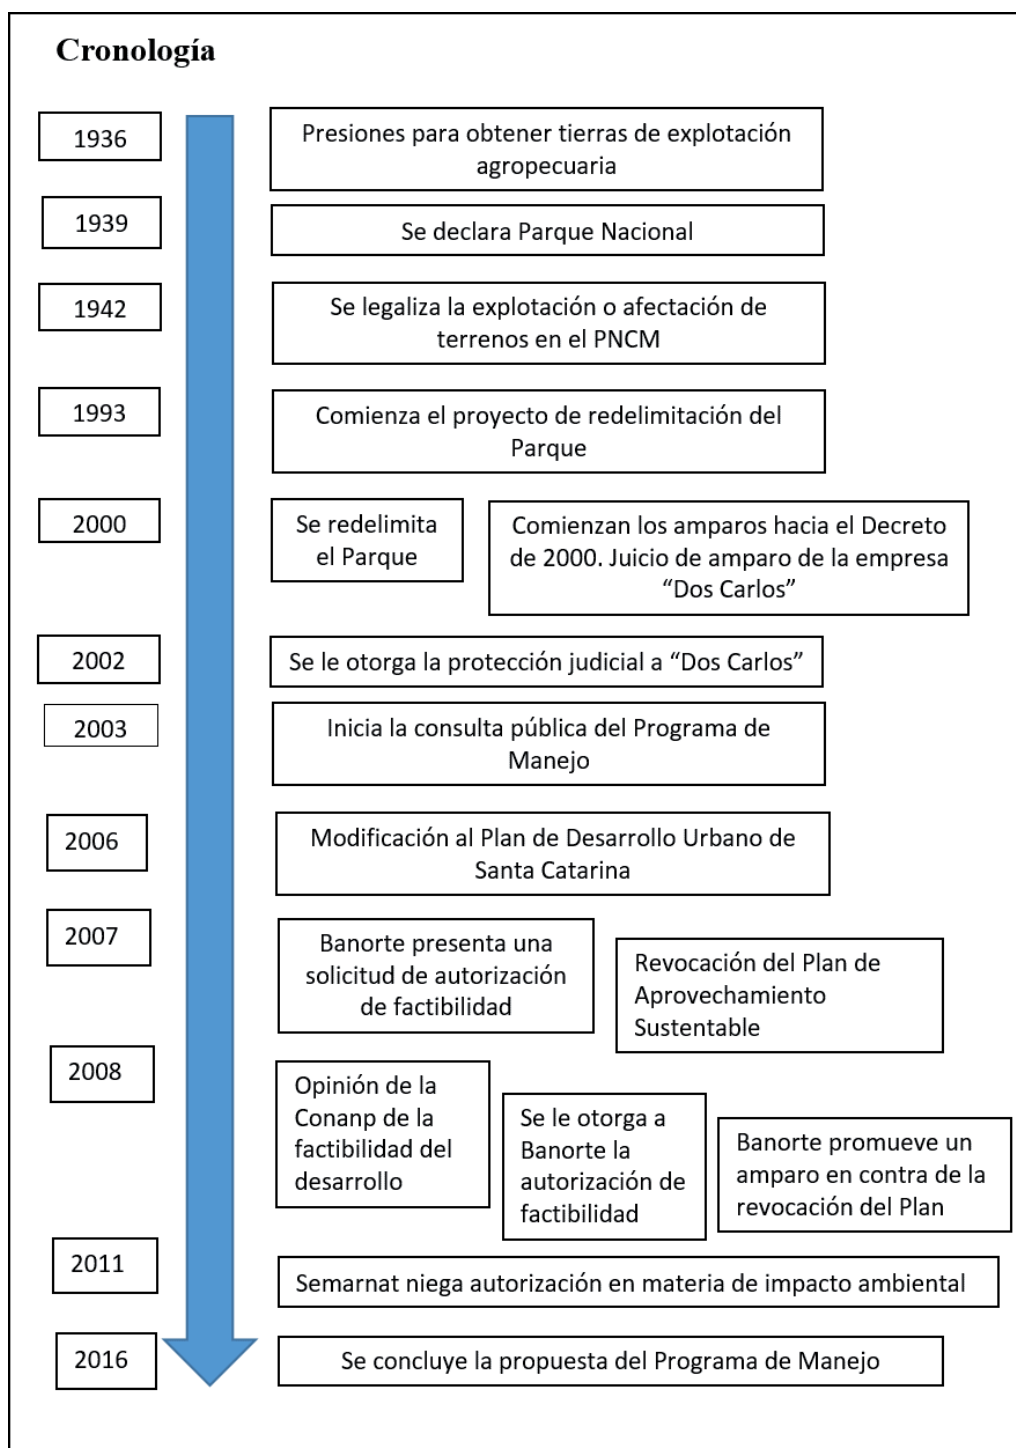 Cronología
1936
Presiones para obtener tierras de explotación
agropecuaria
1939
Se declara Parque Nacional
1942
Se legaliza la explotación o afectación de
terrenos en el PNCM
1993
Comienza el proyecto de redelimitación del
Parque
2000
Se redelimita
el Parque
Comienzan los amparos hacia el Decreto
de 2000. Juicio de amparo de la empresa
“Dos Carlos”
2002
Se le otorga la protección judicial a “Dos Carlos”
2003
Inicia la consulta pública del Programa de
Manejo
2006
Modificación al Plan de Desarrollo Urbano de
Santa Catarina
2007
Banorte presenta una
solicitud de autorización
de factibilidad
Revocación del Plan de
Aprovechamiento
Sustentable
2008
Opinión de la
Conanp de la
factibilidad del
desarrollo
Se le otorga a
Banorte la
autorización de
factibilidad
Banorte promueve un
amparo en contra de la
revocación del Plan
2011
Semarnat niega autorización en materia de impacto ambiental
2016
Se concluye la propuesta del Programa de Manejo